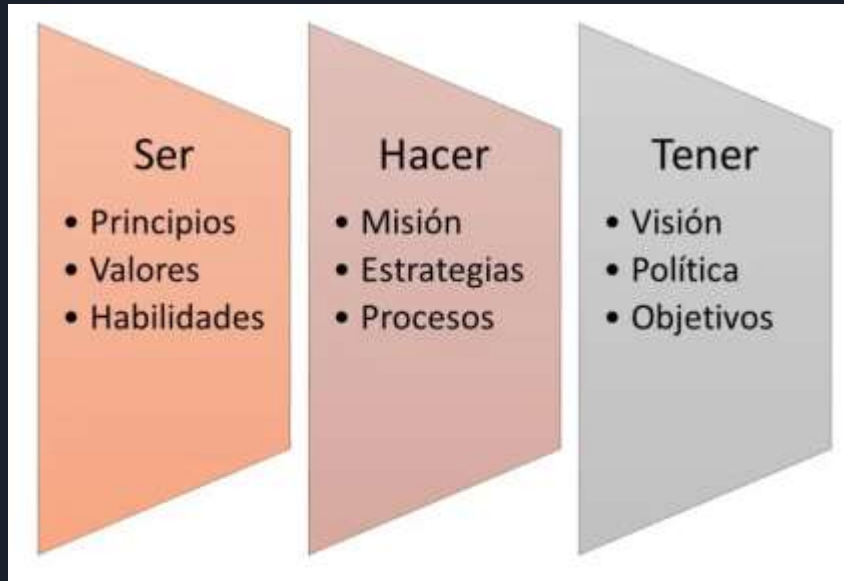 Ser
• Principios
• Valores
• Habilidades
Hacer
• Misión
• Estrategias
• Procesos
Tener
• Visión
• Política
• Objetivos